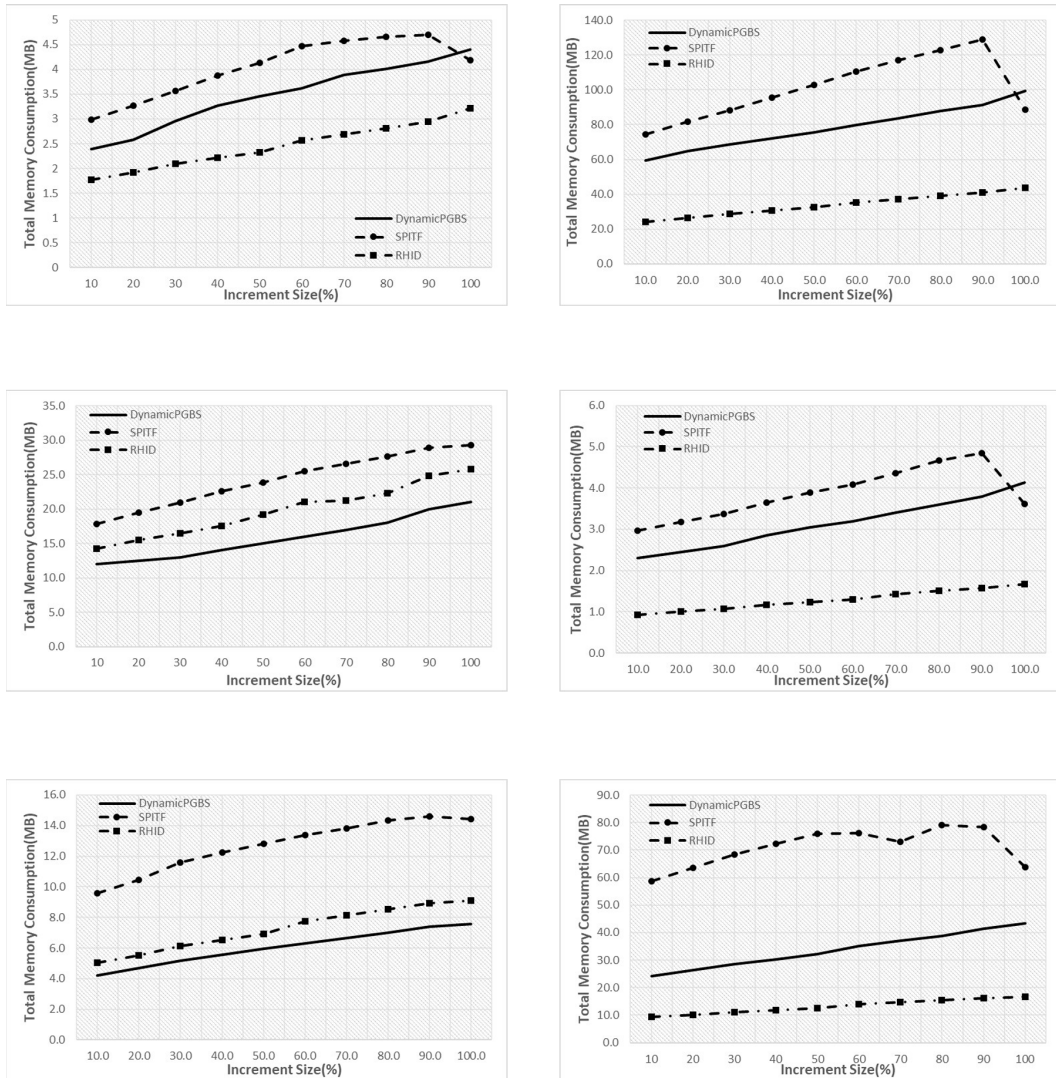 5
4.5
4
3.5
3
2.5
2
1.5
1
0.5
0
Total Memory Consumption(MB)
DynamicPGBS
SPITF
RHID
10 20 30 40 50 60 70 80 90 100
Increment Size(%)
140.0
120.0
100.0
80.0
60.0
40.0
20.0
0.0
Total Memory Consumption(MB)
DynamicPGBS
SPITF
RHID
10.0 20.0 30.0 40.0 50.0 60.0 70.0 80.0 90.0 100.0
Increment Size(%)
35.0
30.0
25.0
20.0
15.0
10.0
5.0
0.0
Total Memory Consumption(MB)
DynamicPGBS
SPITF
RHID
10 20 30 40 50 60 70 80 90 100
Increment Size(%)
6.0
5.0
4.0
3.0
2.0
1.0
0.0
Total Memory Consumption(MB)
DynamicPGBS
SPITF
RHID
10.0 20.0 30.0 40.0 50.0 60.0 70.0 80.0 90.0 100.0
Increment Size(%)
16.0
14.0
12.0
10.0
8.0
6.0
4.0
2.0
0.0
Total Memory Consumption(MB)
DynamicPGBS
SPITF
RHID
10.0 20.0 30.0 40.0 50.0 60.0 70.0 80.0 90.0 100.0
Increment Size(%)
90.0
80.0
70.0
60.0
50.0
40.0
30.0
20.0
10.0
0.0
Total Memory Consumption(MB)
DynamicPGBS
SPITF
RHID
10 20 30 40 50 60 70 80 90 100
Increment Size(%)